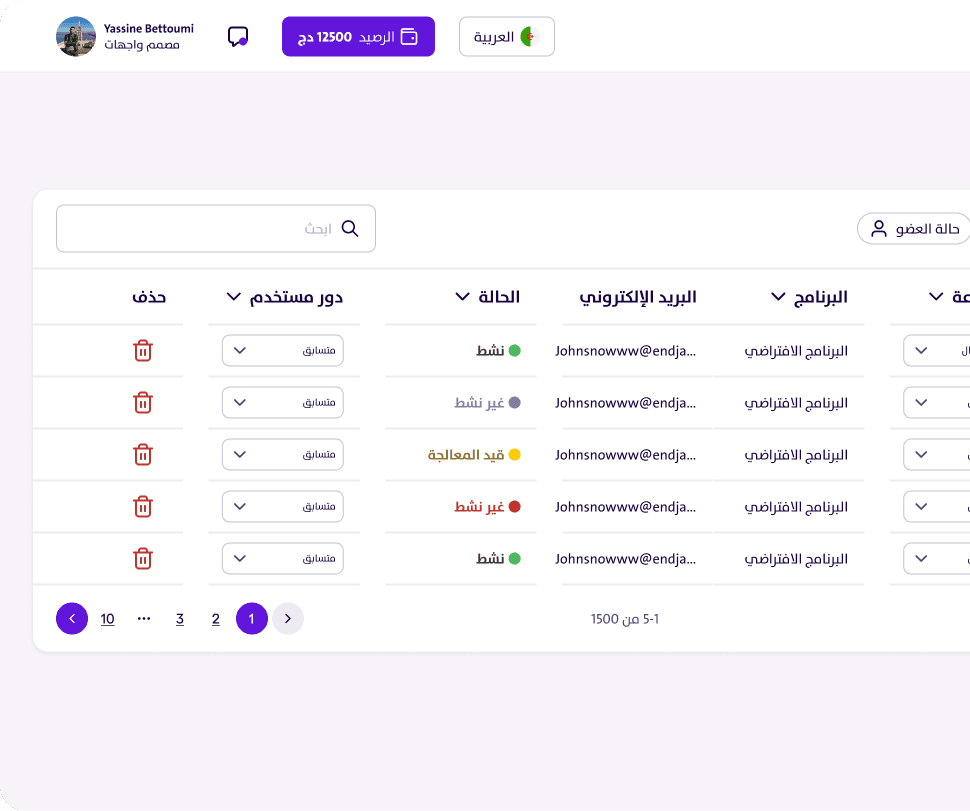 العربية
الرصيد 12500 دج
Yassine Bettoumi
مصمم واجهات
حالة العضو
ابحث
البرنامج
البريد الإلكتروني
الحالة
دور مستخدم
حذف
البرنامج الافتراضي
Johnsnowww@endja...
نشط
متسابق
البرنامج الافتراضي
Johnsnowww@endja...
غير نشط
متسابق
البرنامج الافتراضي
Johnsnowww@endja...
قيد المعالجة
متسابق
البرنامج الافتراضي
Johnsnowww@endja...
غير نشط
متسابق
البرنامج الافتراضي
Johnsnowww@endja...
نشط
متسابق
5-1 من 1500
1
2
3
...
10